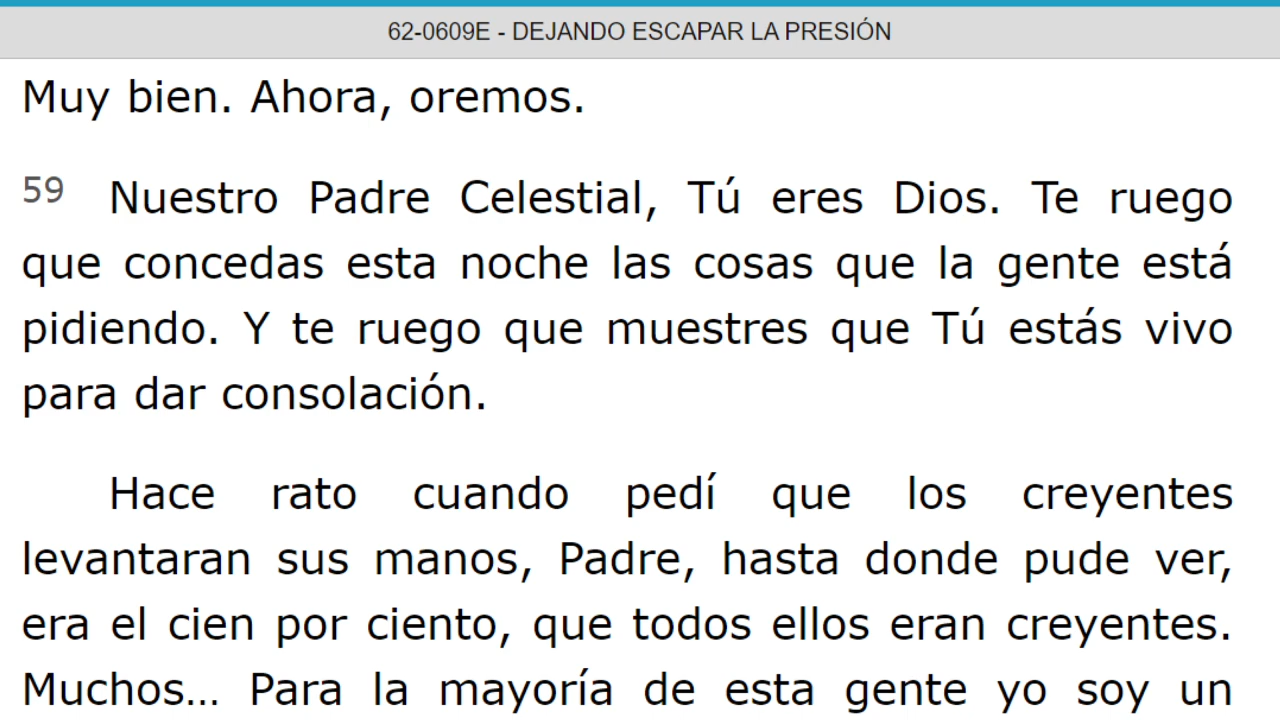 62-0609E - DEJANDO ESCAPAR LA PRESIÓN
Muy bien. Ahora, oremos.
59 Nuestro Padre Celestial, Tú eres Dios. Te ruego
que concedas esta noche las cosas que la gente está
pidiendo. Y te ruego que muestres que Tú estás vivo
para dar consolación.
Hace rato cuando pedí que los creyentes
levantaran sus manos, Padre, hasta donde pude ver,
era el cien por ciento, que todos ellos eran creyentes.
Muchos... Para la mayoría de esta gente yo soy un